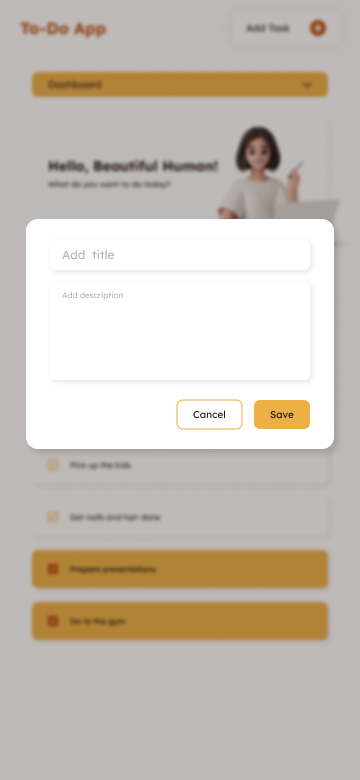 To-Do App
Add Task
Dashboard
Hello, Beautiful Human!
What do you want to do today?
Add title
Add description
Cancel
Save
Pick up the kids
Get nails and hair done
Prepare presentations
Go to the gym